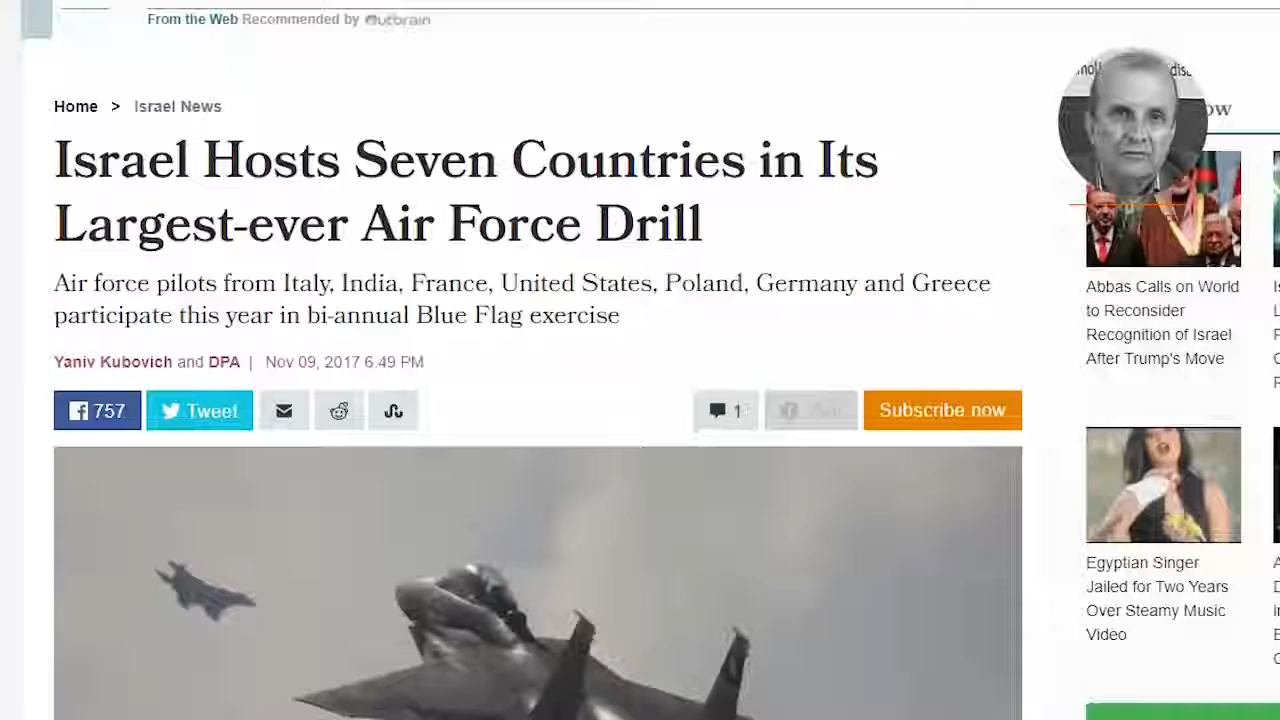 From the Web Recommended by Outbrain
Home > Israel News
Israel Hosts Seven Countries in Its
Largest-ever Air Force Drill
Air force pilots from Italy, India, France, United States, Poland, Germany and Greece
participate this year in bi-annual Blue Flag exercise
Yaniv Kubovich and DPA | Nov 09, 2017 6.49 PM
757
Tweet
1
Subscribe now
ow
Abbas Calls on World
to Reconsider
Recognition of Israel
After Trump's Move
Egyptian Singer
Jailed for Two Years
Over Steamy Music
Video